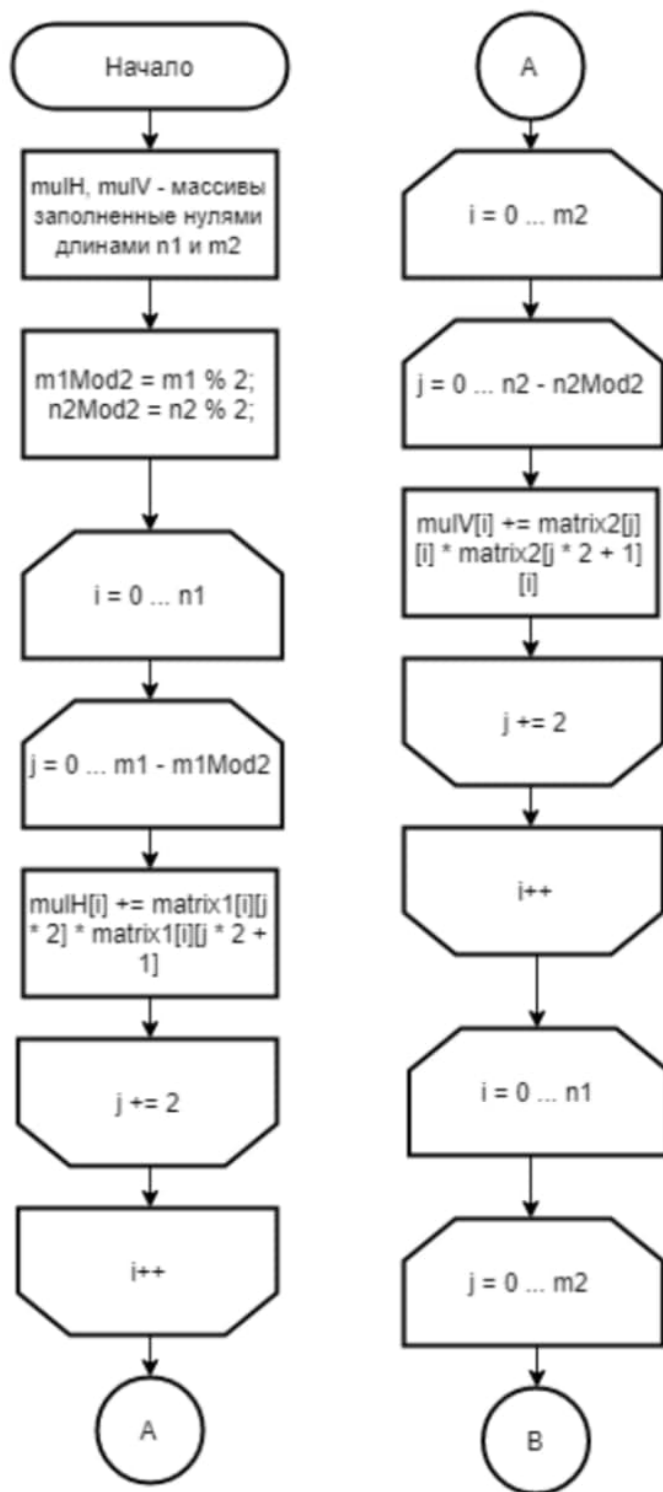 Начало
mulH, mulV - массивы
заполненные нулями
длинами n1 и m2
m1Mod2 = m1 % 2;
n2Mod2 = n2 % 2;
i = 0 ... n1
j = 0 ... m1 - m1Mod2
mulH[i] += matrix1[i][j
* 2] * matrix1[i][j * 2 +
1]
j += 2
i++
A
A
i = 0 ... m2
j = 0 ... n2 - n2Mod2
mulV[i] += matrix2[j]
[i] * matrix2[j * 2 + 1]
[i]
j += 2
i++
i = 0 ... n1
j = 0 ... m2
B